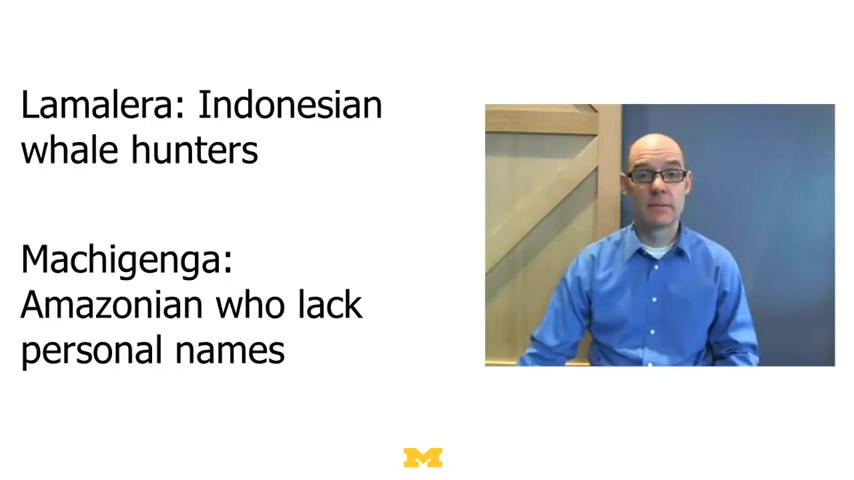 Lamalera: Indonesian
whale hunters
Machigenga:
Amazonian who lack
personal names
M